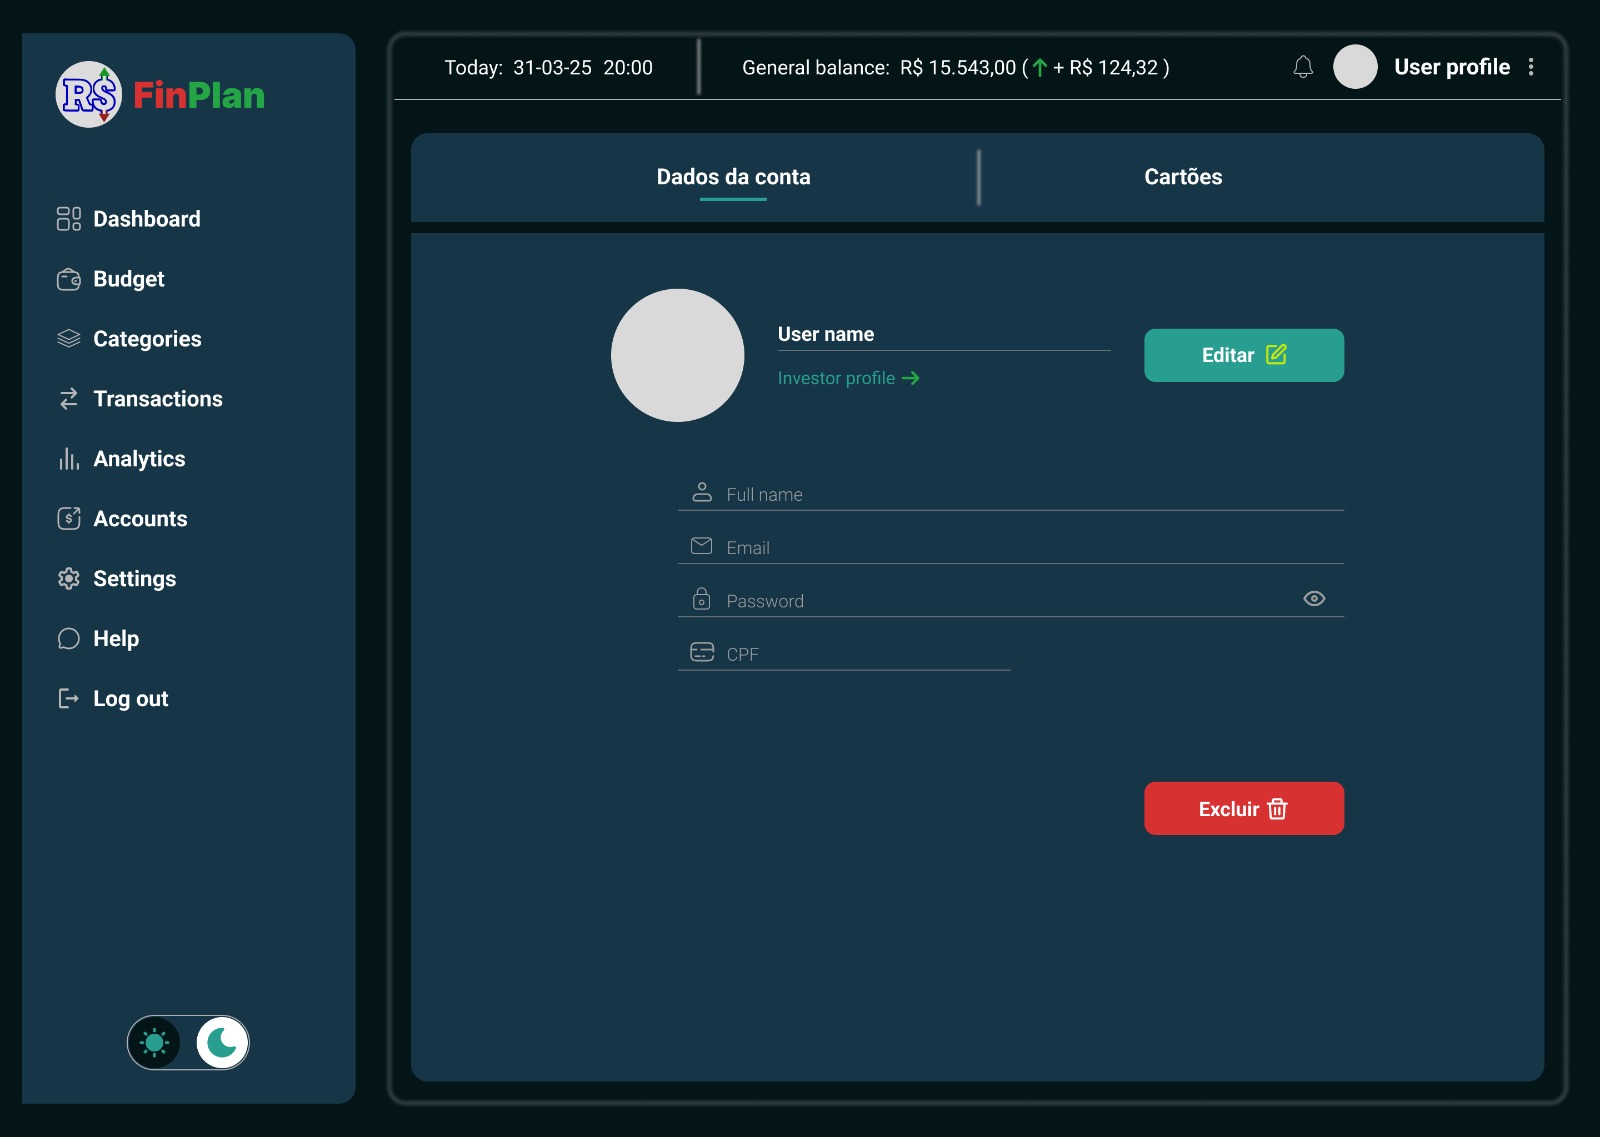 R$ FinPlan
Dashboard
Budget
Categories
Transactions
Analytics
Accounts
Settings
Help
Log out
Today: 31-03-25 20:00
General balance: R$ 15.543,00 ( + R$ 124,32 )
User profile
Dados da conta
Cartões
User name
Investor profile
Editar
Full name
Email
Password
CPF
Excluir